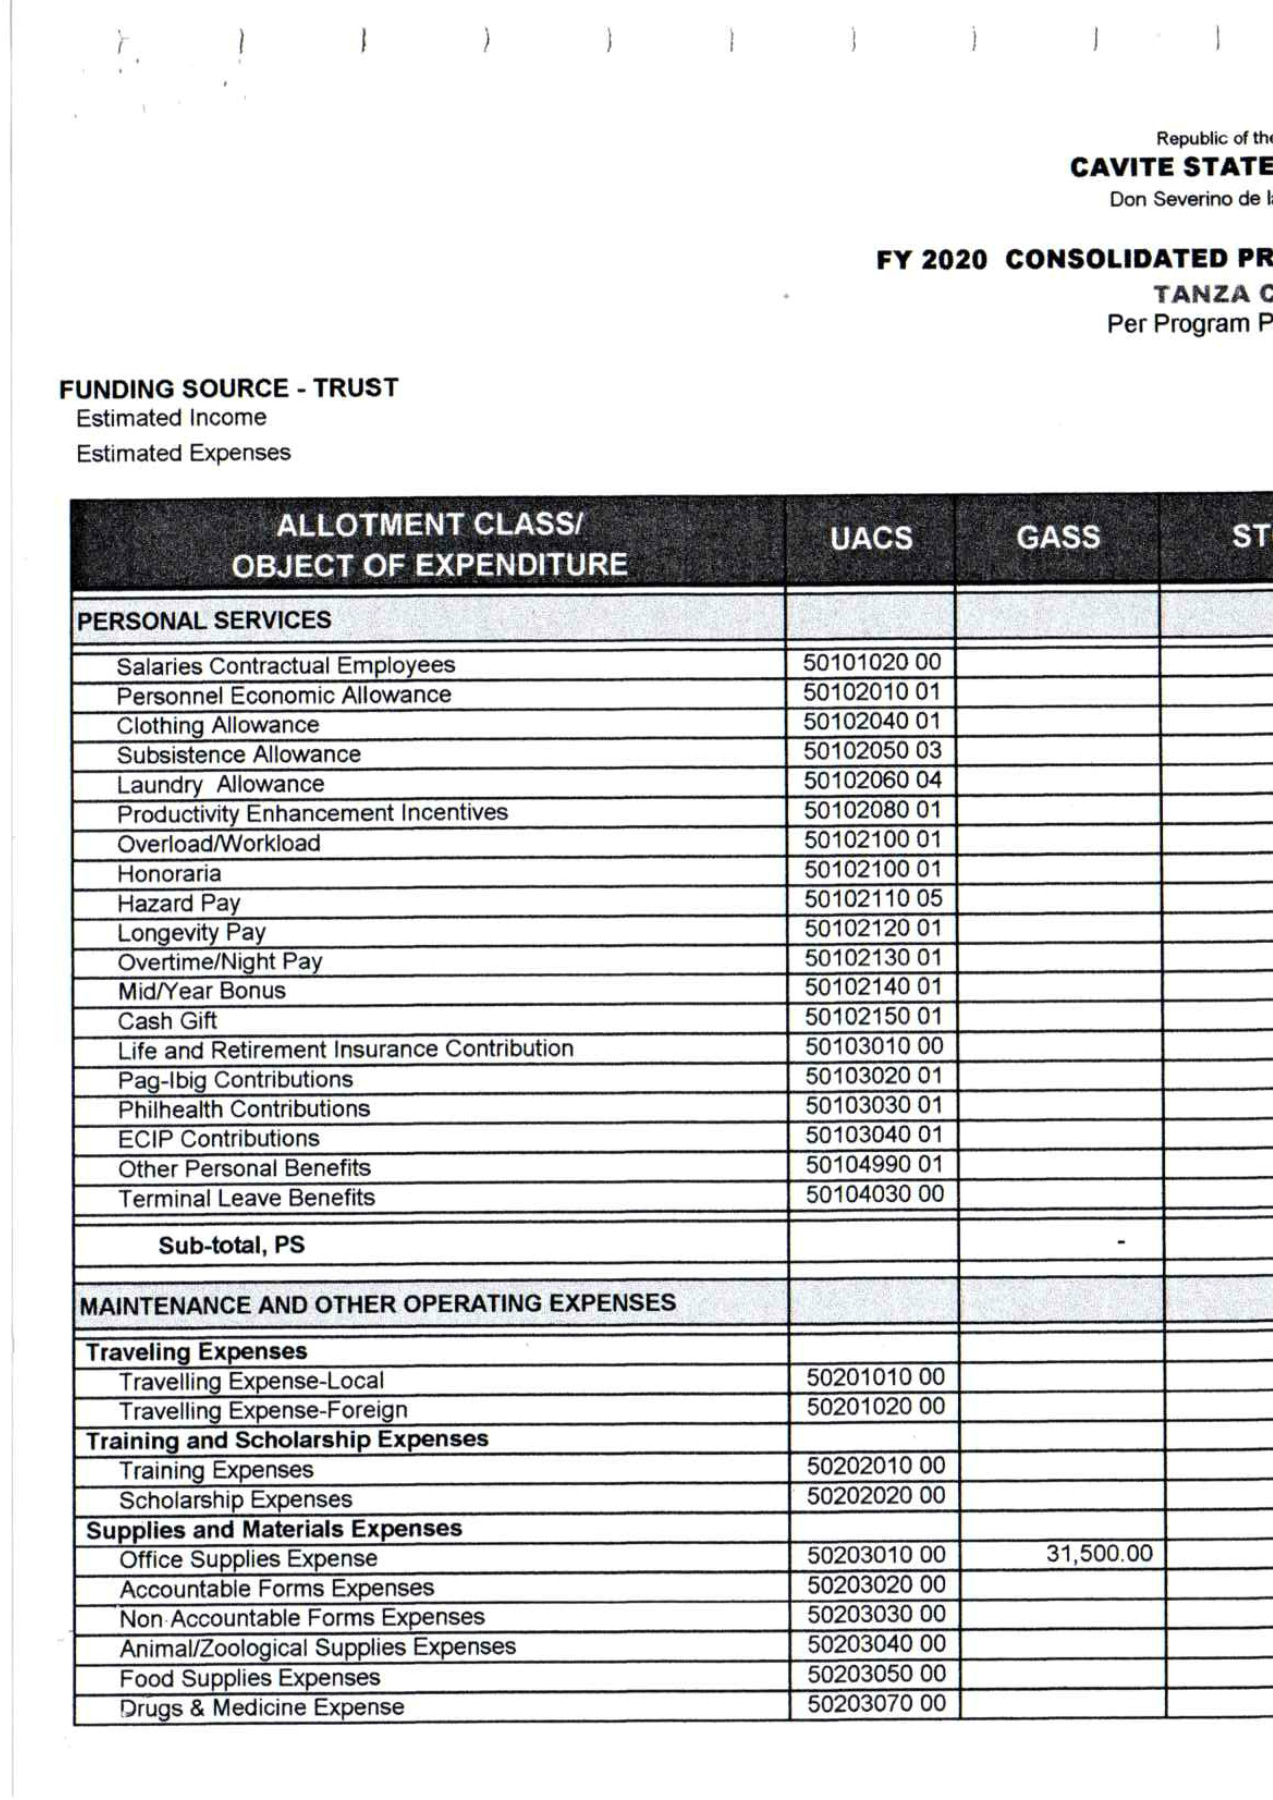 Republic of the
CAVITE STATE
Don Severino de l
FY 2020 CONSOLIDATED PR
TANZA C
Per Program P
FUNDING SOURCE - TRUST
Estimated Income
Estimated Expenses
ALLOTMENT CLASS/
OBJECT OF EXPENDITURE UACS GASS ST
PERSONAL SERVICES
Salaries Contractual Employees 50101020 00
Personnel Economic Allowance 50102010 01
Clothing Allowance 50102040 01
Subsistence Allowance 50102050 03
Laundry Allowance 50102060 04
Productivity Enhancement Incentives 50102080 01
Overload/Workload 50102100 01
Honoraria 50102100 01
Hazard Pay 50102110 05
Longevity Pay 50102120 01
Overtime/Night Pay 50102130 01
Mid/Year Bonus 50102140 01
Cash Gift 50102150 01
Life and Retirement Insurance Contribution 50103010 00
Pag-Ibig Contributions 50103020 01
Philhealth Contributions 50103030 01
ECIP Contributions 50103040 01
Other Personal Benefits 50104990 01
Terminal Leave Benefits 50104030 00
Sub-total, PS -
MAINTENANCE AND OTHER OPERATING EXPENSES
Traveling Expenses
Travelling Expense-Local 50201010 00
Travelling Expense-Foreign 50201020 00
Training and Scholarship Expenses
Training Expenses 50202010 00
Scholarship Expenses 50202020 00
Supplies and Materials Expenses
Office Supplies Expense 50203010 00 31,500.00
Accountable Forms Expenses 50203020 00
Non-Accountable Forms Expenses 50203030 00
Animal/Zoological Supplies Expenses 50203040 00
Food Supplies Expenses 50203050 00
Drugs & Medicine Expense 50203070 00